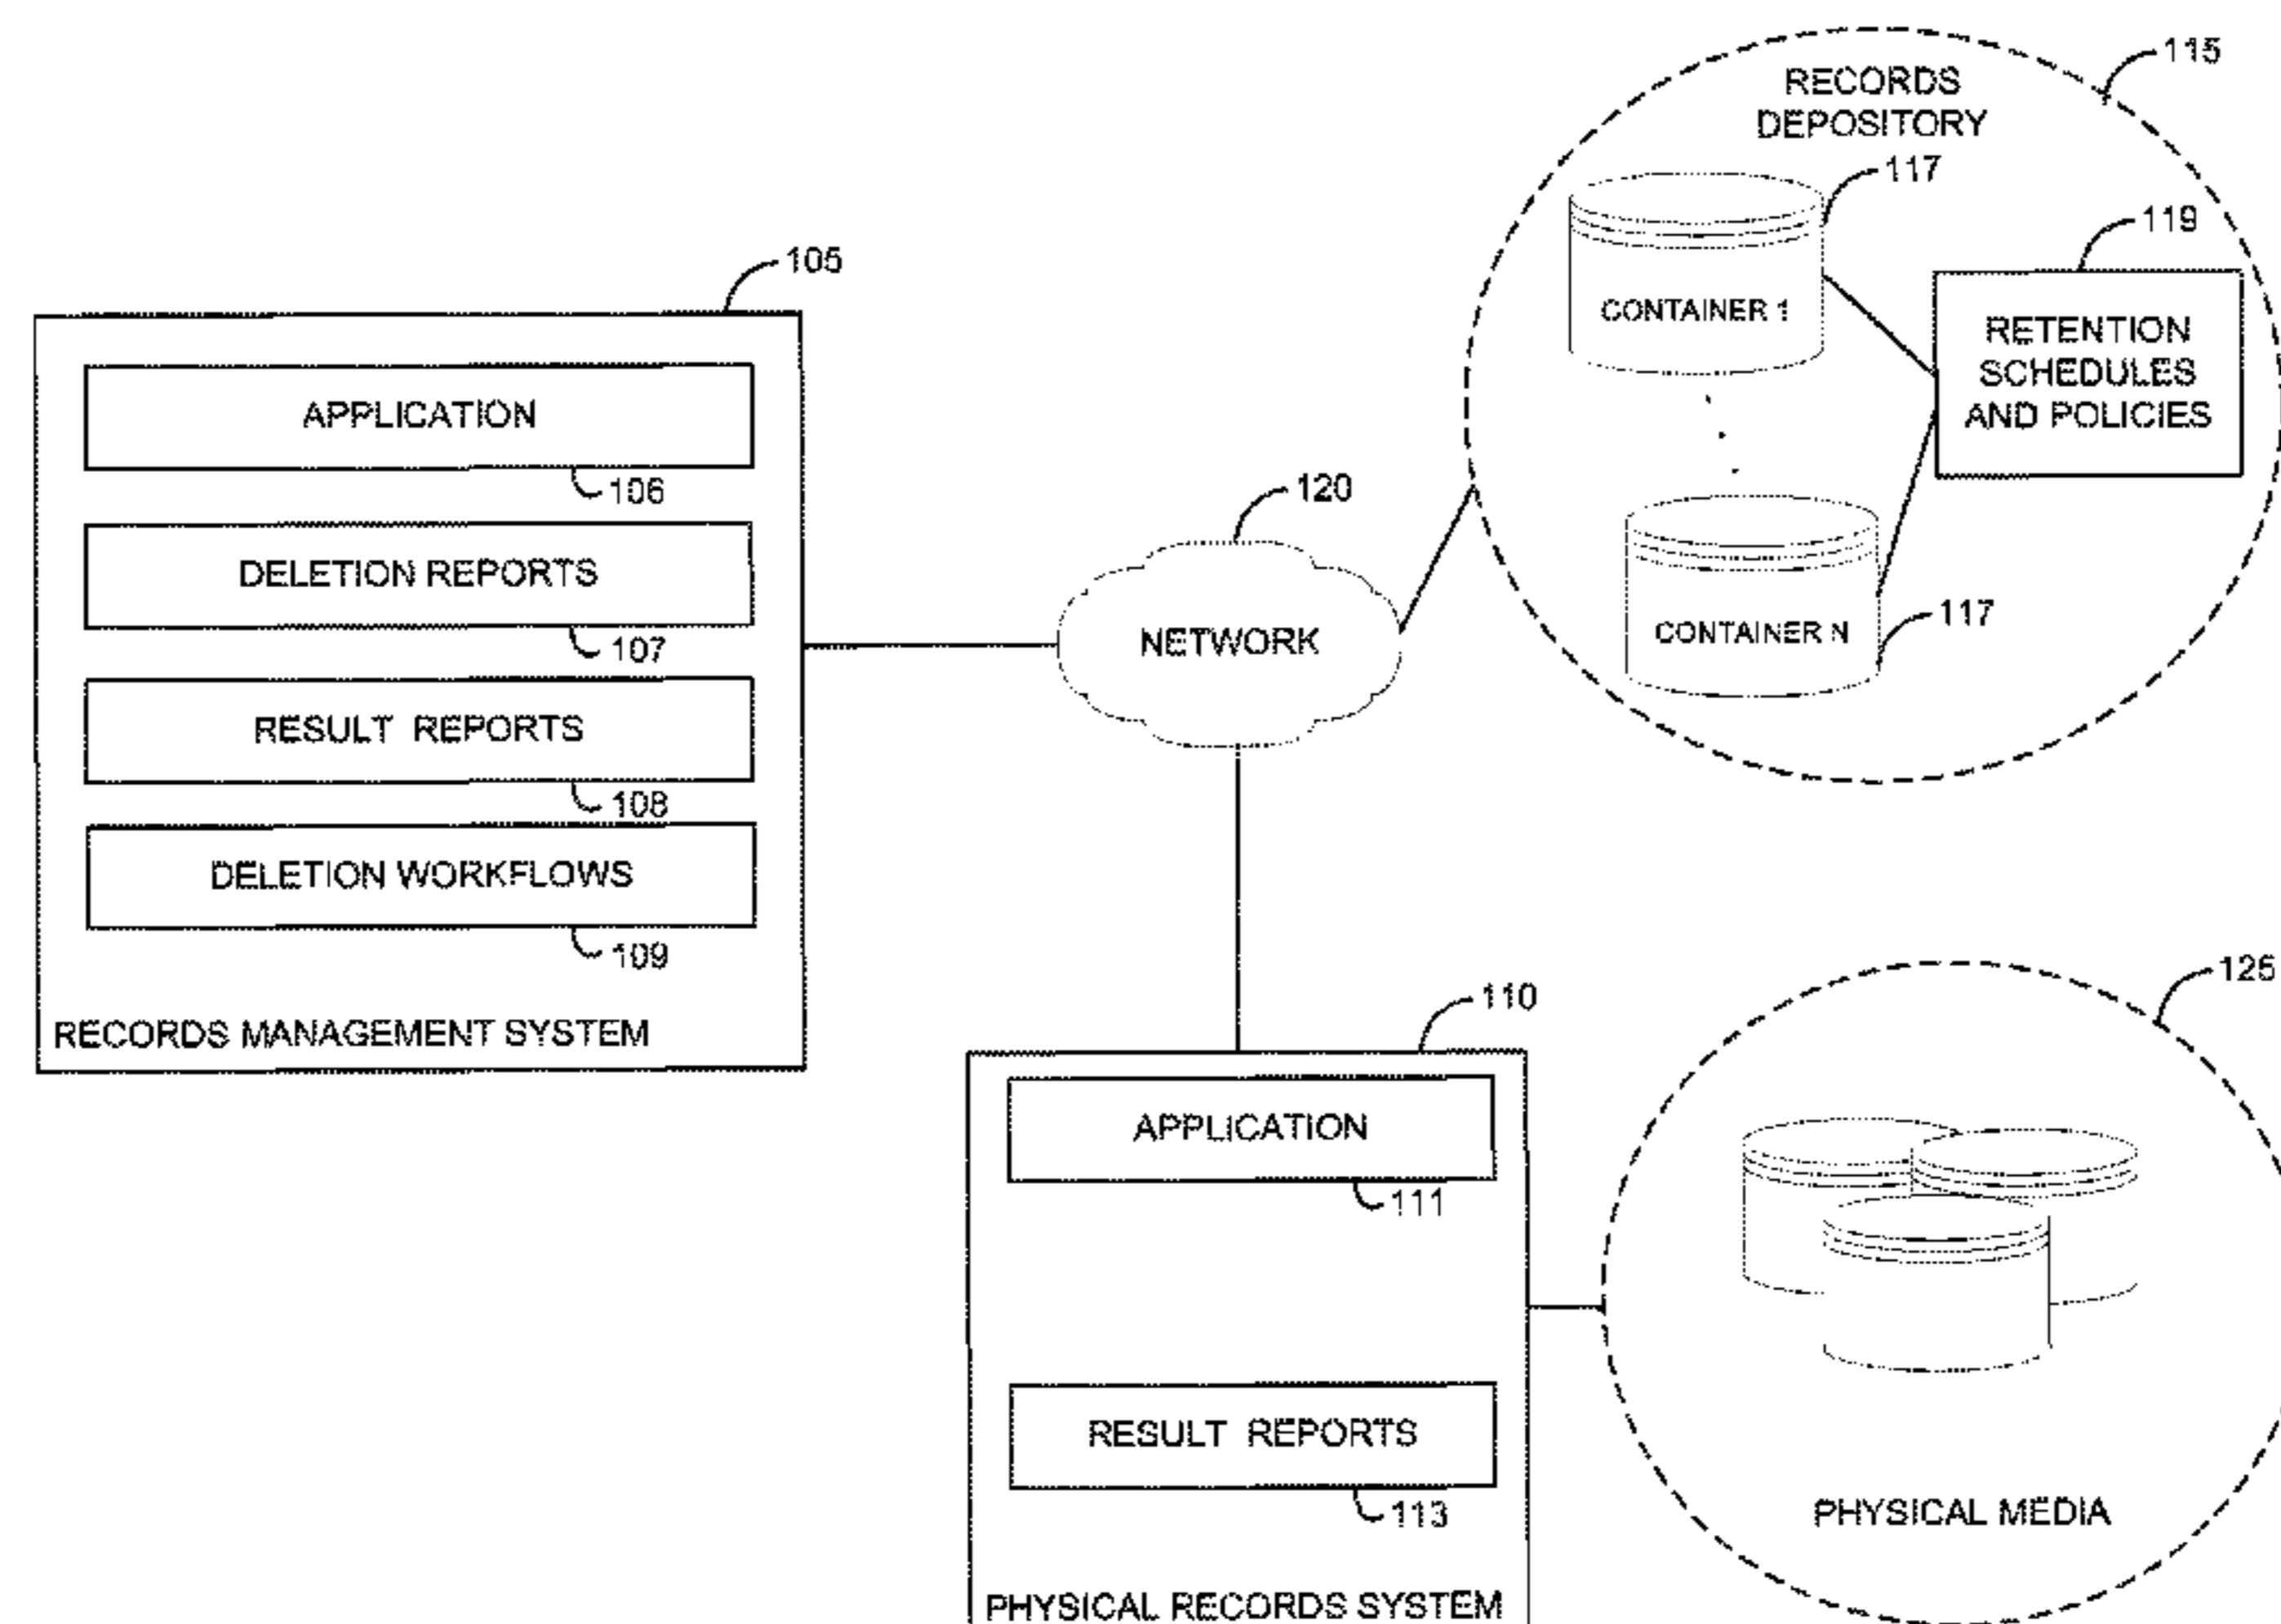 105
APPLICATION
106
DELETION REPORTS
107
RESULT REPORTS
108
DELETION WORKFLOWS
109
RECORDS MANAGEMENT SYSTEM
120
NETWORK
115
RECORDS
DEPOSITORY
117
CONTAINER 1
119
RETENTION
SCHEDULES
AND POLICIES
CONTAINER N
117
110
APPLICATION
111
RESULT REPORTS
113
PHYSICAL RECORDS SYSTEM
125
PHYSICAL MEDIA